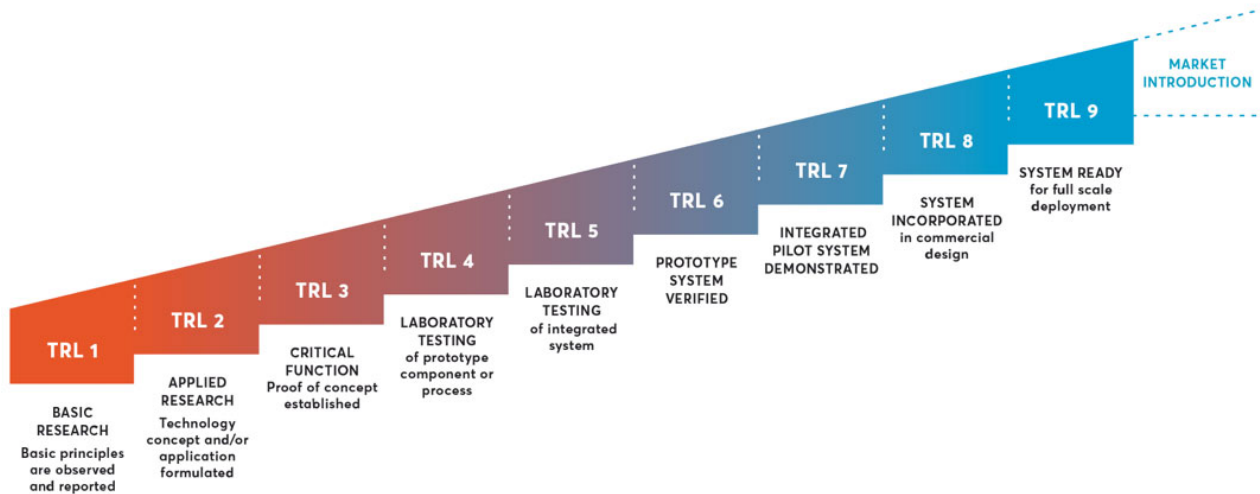 TRL 1
BASIC
RESEARCH
Basic principles
are observed
and reported
TRL 2
APPLIED
RESEARCH
Technology
concept and/or
application
formulated
TRL 3
CRITICAL
FUNCTION
Proof of concept
established
TRL 4
LABORATORY
TESTING
of prototype
component or
process
TRL 5
LABORATORY
TESTING
of integrated
system
TRL 6
PROTOTYPE
SYSTEM
VERIFIED
TRL 7
INTEGRATED
PILOT SYSTEM
DEMONSTRATED
TRL 8
SYSTEM
INCORPORATED
in commercial
design
TRL 9
SYSTEM READY
for full scale
deployment
MARKET
INTRODUCTION